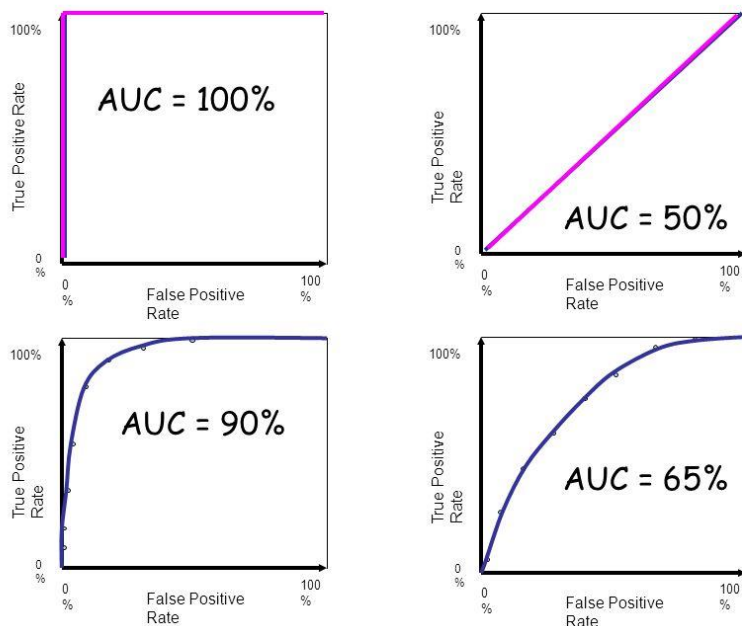 100%
True Positive Rate
AUC = 100%
0
%
0
%
False Positive
Rate
100
%
100%
True Positive
Rate
AUC = 50%
0
%
0
%
False Positive
Rate
100
%
100%
True Positive
Rate
AUC = 90%
0
%
0
%
False Positive
Rate
100
%
100%
True Positive
Rate
AUC = 65%
0
%
0
%
False Positive
Rate
100
%